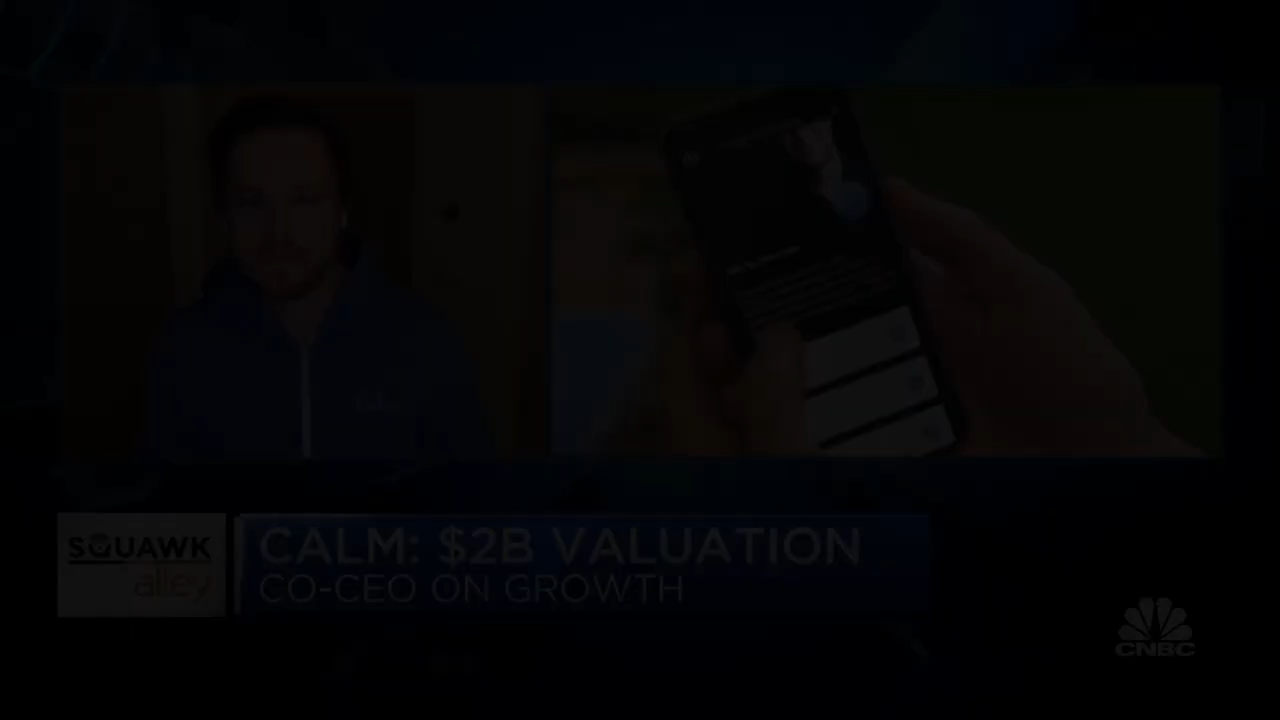 SQUAWK
alley
CALM: $2B VALUATION
CO-CEO ON GROWTH
CNBC